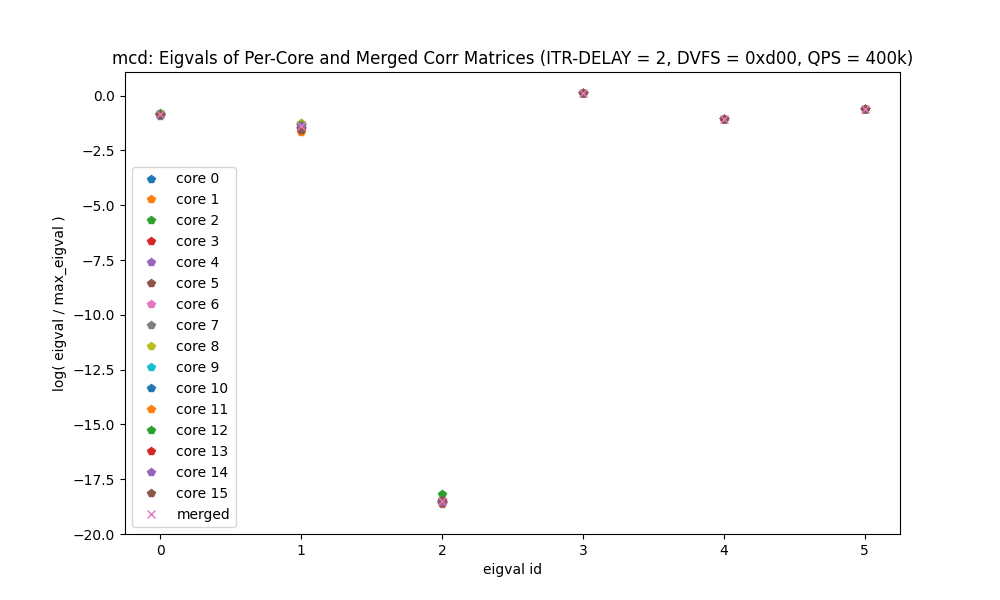 mcd: Eigvals of Per-Core and Merged Corr Matrices (ITR-DELAY = 2, DVFS = 0xd00, QPS = 400k)
log( eigval / max_eigval )
0.0
−2.5
−5.0
−7.5
−10.0
−12.5
−15.0
−17.5
−20.0
core 0
core 1
core 2
core 3
core 4
core 5
core 6
core 7
core 8
core 9
core 10
core 11
core 12
core 13
core 14
core 15
merged
0 1 2 3 4 5
eigval id